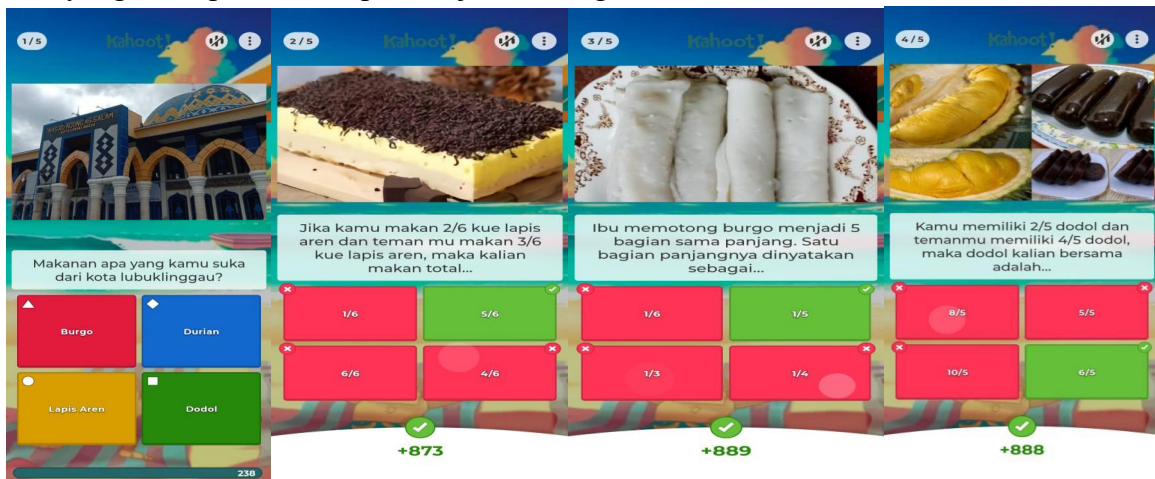 1/5
Kahoot!
Makanan apa yang kamu suka
dari kota lubuklinggau?
Burgo
Durian
Lapis Aren
Dodol
238
2/5
Kahoot!
Jika kamu makan 2/6 kue lapis
aren dan teman mu makan 3/6
kue lapis aren, maka kalian
makan total...
1/6
5/6
6/6
4/6
+873
3/5
Kahoot!
Ibu memotong burgo menjadi 5
bagian sama panjang. Satu
bagian panjangnya dinyatakan
sebagai...
1/6
1/5
1/3
1/4
+889
4/5
Kahoot!
Kamu memiliki 2/5 dodol dan
temanmu memiliki 4/5 dodol,
maka dodol kalian bersama
adalah...
8/5
5/5
10/5
6/5
+888